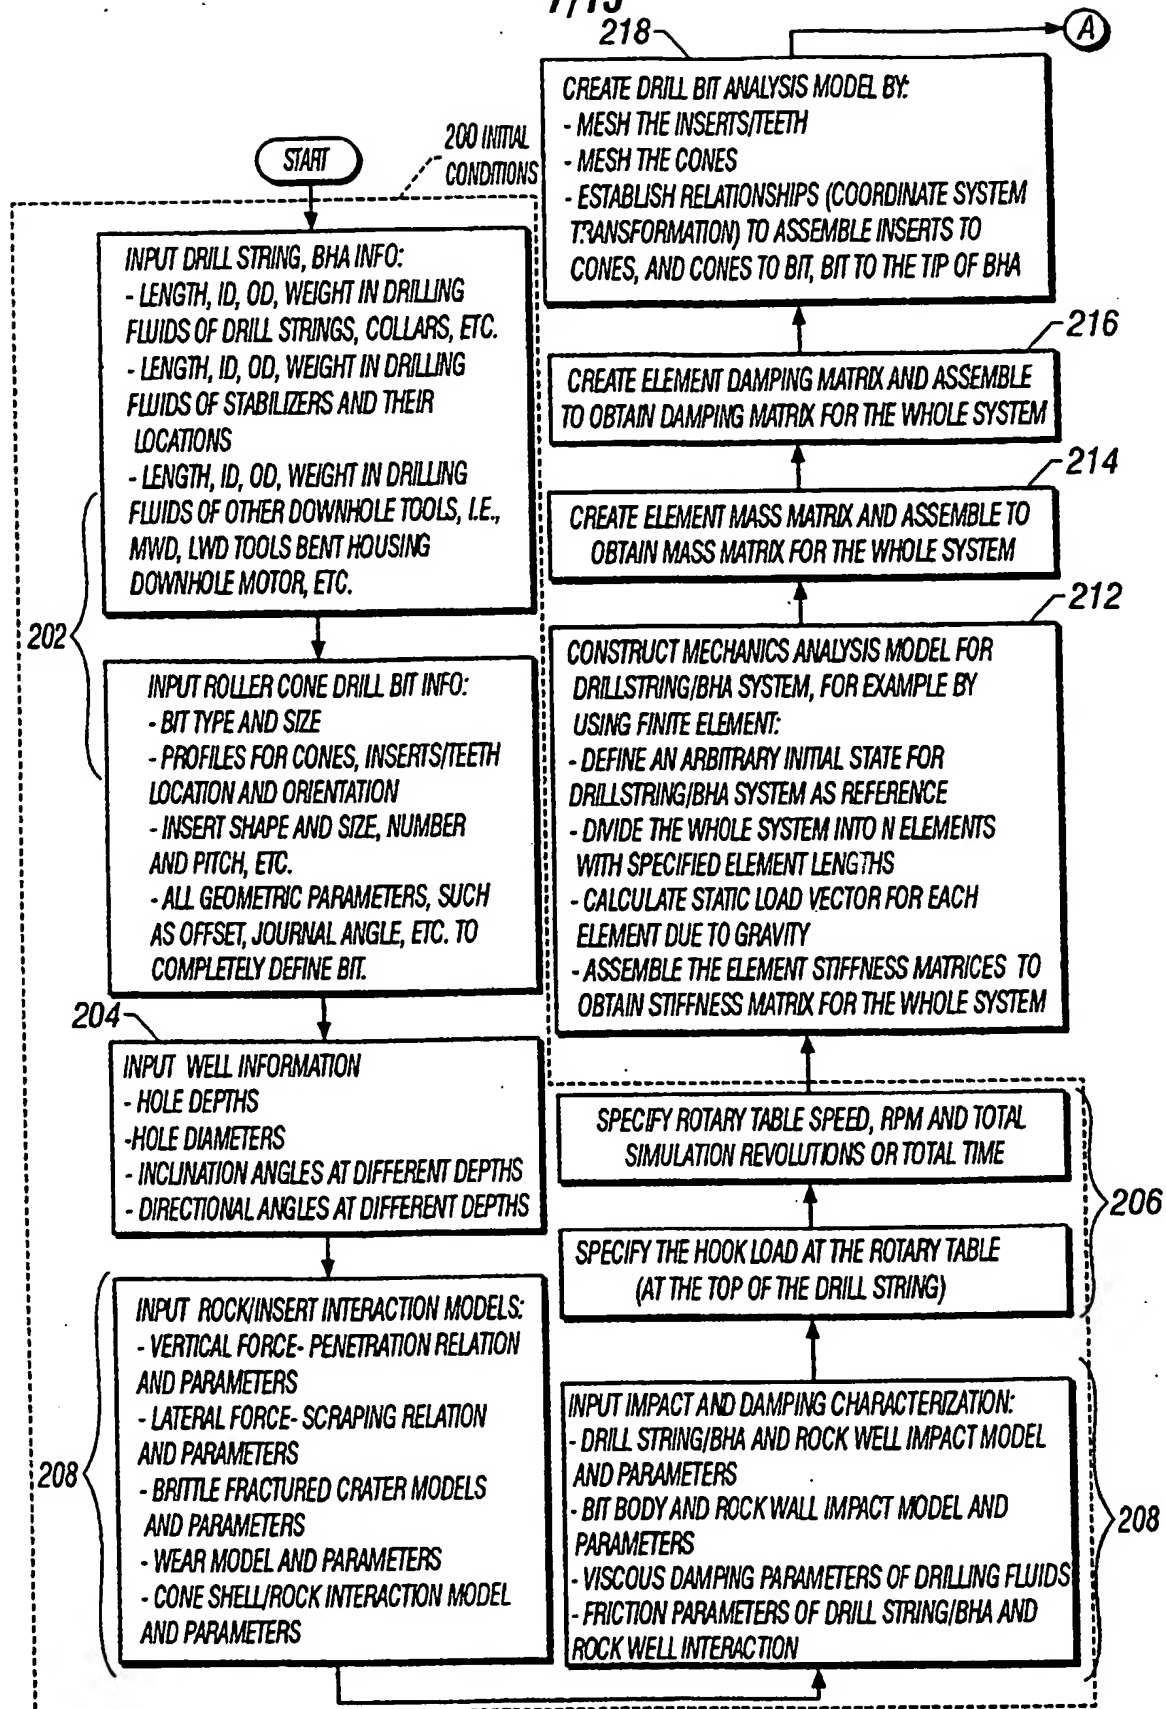 7/15
START
200 INITIAL
CONDITIONS
INPUT DRILL STRING, BHA INFO:
- LENGTH, ID, OD, WEIGHT IN DRILLING
FLUIDS OF DRILL STRINGS, COLLARS, ETC.
- LENGTH, ID, OD, WEIGHT IN DRILLING
FLUIDS OF STABILIZERS AND THEIR
LOCATIONS
- LENGTH, ID, OD, WEIGHT IN DRILLING
FLUIDS OF OTHER DOWNHOLE TOOLS, I.E.,
MWD, LWD TOOLS BENT HOUSING
DOWNHOLE MOTOR, ETC.
202
INPUT ROLLER CONE DRILL BIT INFO:
- BIT TYPE AND SIZE
- PROFILES FOR CONES, INSERTS/TEETH
LOCATION AND ORIENTATION
- INSERT SHAPE AND SIZE, NUMBER
AND PITCH, ETC.
- ALL GEOMETRIC PARAMETERS, SUCH
AS OFFSET, JOURNAL ANGLE, ETC. TO
COMPLETELY DEFINE BIT.
204
INPUT WELL INFORMATION
- HOLE DEPTHS
-HOLE DIAMETERS
- INCLINATION ANGLES AT DIFFERENT DEPTHS
- DIRECTIONAL ANGLES AT DIFFERENT DEPTHS
208
INPUT ROCK/INSERT INTERACTION MODELS:
- VERTICAL FORCE- PENETRATION RELATION
AND PARAMETERS
- LATERAL FORCE- SCRAPING RELATION
AND PARAMETERS
- BRITTLE FRACTURED CRATER MODELS
AND PARAMETERS
- WEAR MODEL AND PARAMETERS
- CONE SHELL/ROCK INTERACTION MODEL
AND PARAMETERS
INPUT IMPACT AND DAMPING CHARACTERIZATION:
- DRILL STRING/BHA AND ROCK WELL IMPACT MODEL
AND PARAMETERS
- BIT BODY AND ROCK WALL IMPACT MODEL AND
PARAMETERS
- VISCOUS DAMPING PARAMETERS OF DRILLING FLUIDS
- FRICTION PARAMETERS OF DRILL STRING/BHA AND
ROCK WELL INTERACTION
208
SPECIFY THE HOOK LOAD AT THE ROTARY TABLE
(AT THE TOP OF THE DRILL STRING)
SPECIFY ROTARY TABLE SPEED, RPM AND TOTAL
SIMULATION REVOLUTIONS OR TOTAL TIME
206
212
CONSTRUCT MECHANICS ANALYSIS MODEL FOR
DRILLSTRING/BHA SYSTEM, FOR EXAMPLE BY
USING FINITE ELEMENT:
- DEFINE AN ARBITRARY INITIAL STATE FOR
DRILLSTRING/BHA SYSTEM AS REFERENCE
- DIVIDE THE WHOLE SYSTEM INTO N ELEMENTS
WITH SPECIFIED ELEMENT LENGTHS
- CALCULATE STATIC LOAD VECTOR FOR EACH
ELEMENT DUE TO GRAVITY
- ASSEMBLE THE ELEMENT STIFFNESS MATRICES TO
OBTAIN STIFFNESS MATRIX FOR THE WHOLE SYSTEM
214
CREATE ELEMENT MASS MATRIX AND ASSEMBLE TO
OBTAIN MASS MATRIX FOR THE WHOLE SYSTEM
216
CREATE ELEMENT DAMPING MATRIX AND ASSEMBLE
TO OBTAIN DAMPING MATRIX FOR THE WHOLE SYSTEM
218
CREATE DRILL BIT ANALYSIS MODEL BY:
- MESH THE INSERTS/TEETH
- MESH THE CONES
- ESTABLISH RELATIONSHIPS (COORDINATE SYSTEM
TRANSFORMATION) TO ASSEMBLE INSERTS TO
CONES, AND CONES TO BIT, BIT TO THE TIP OF BHA
A